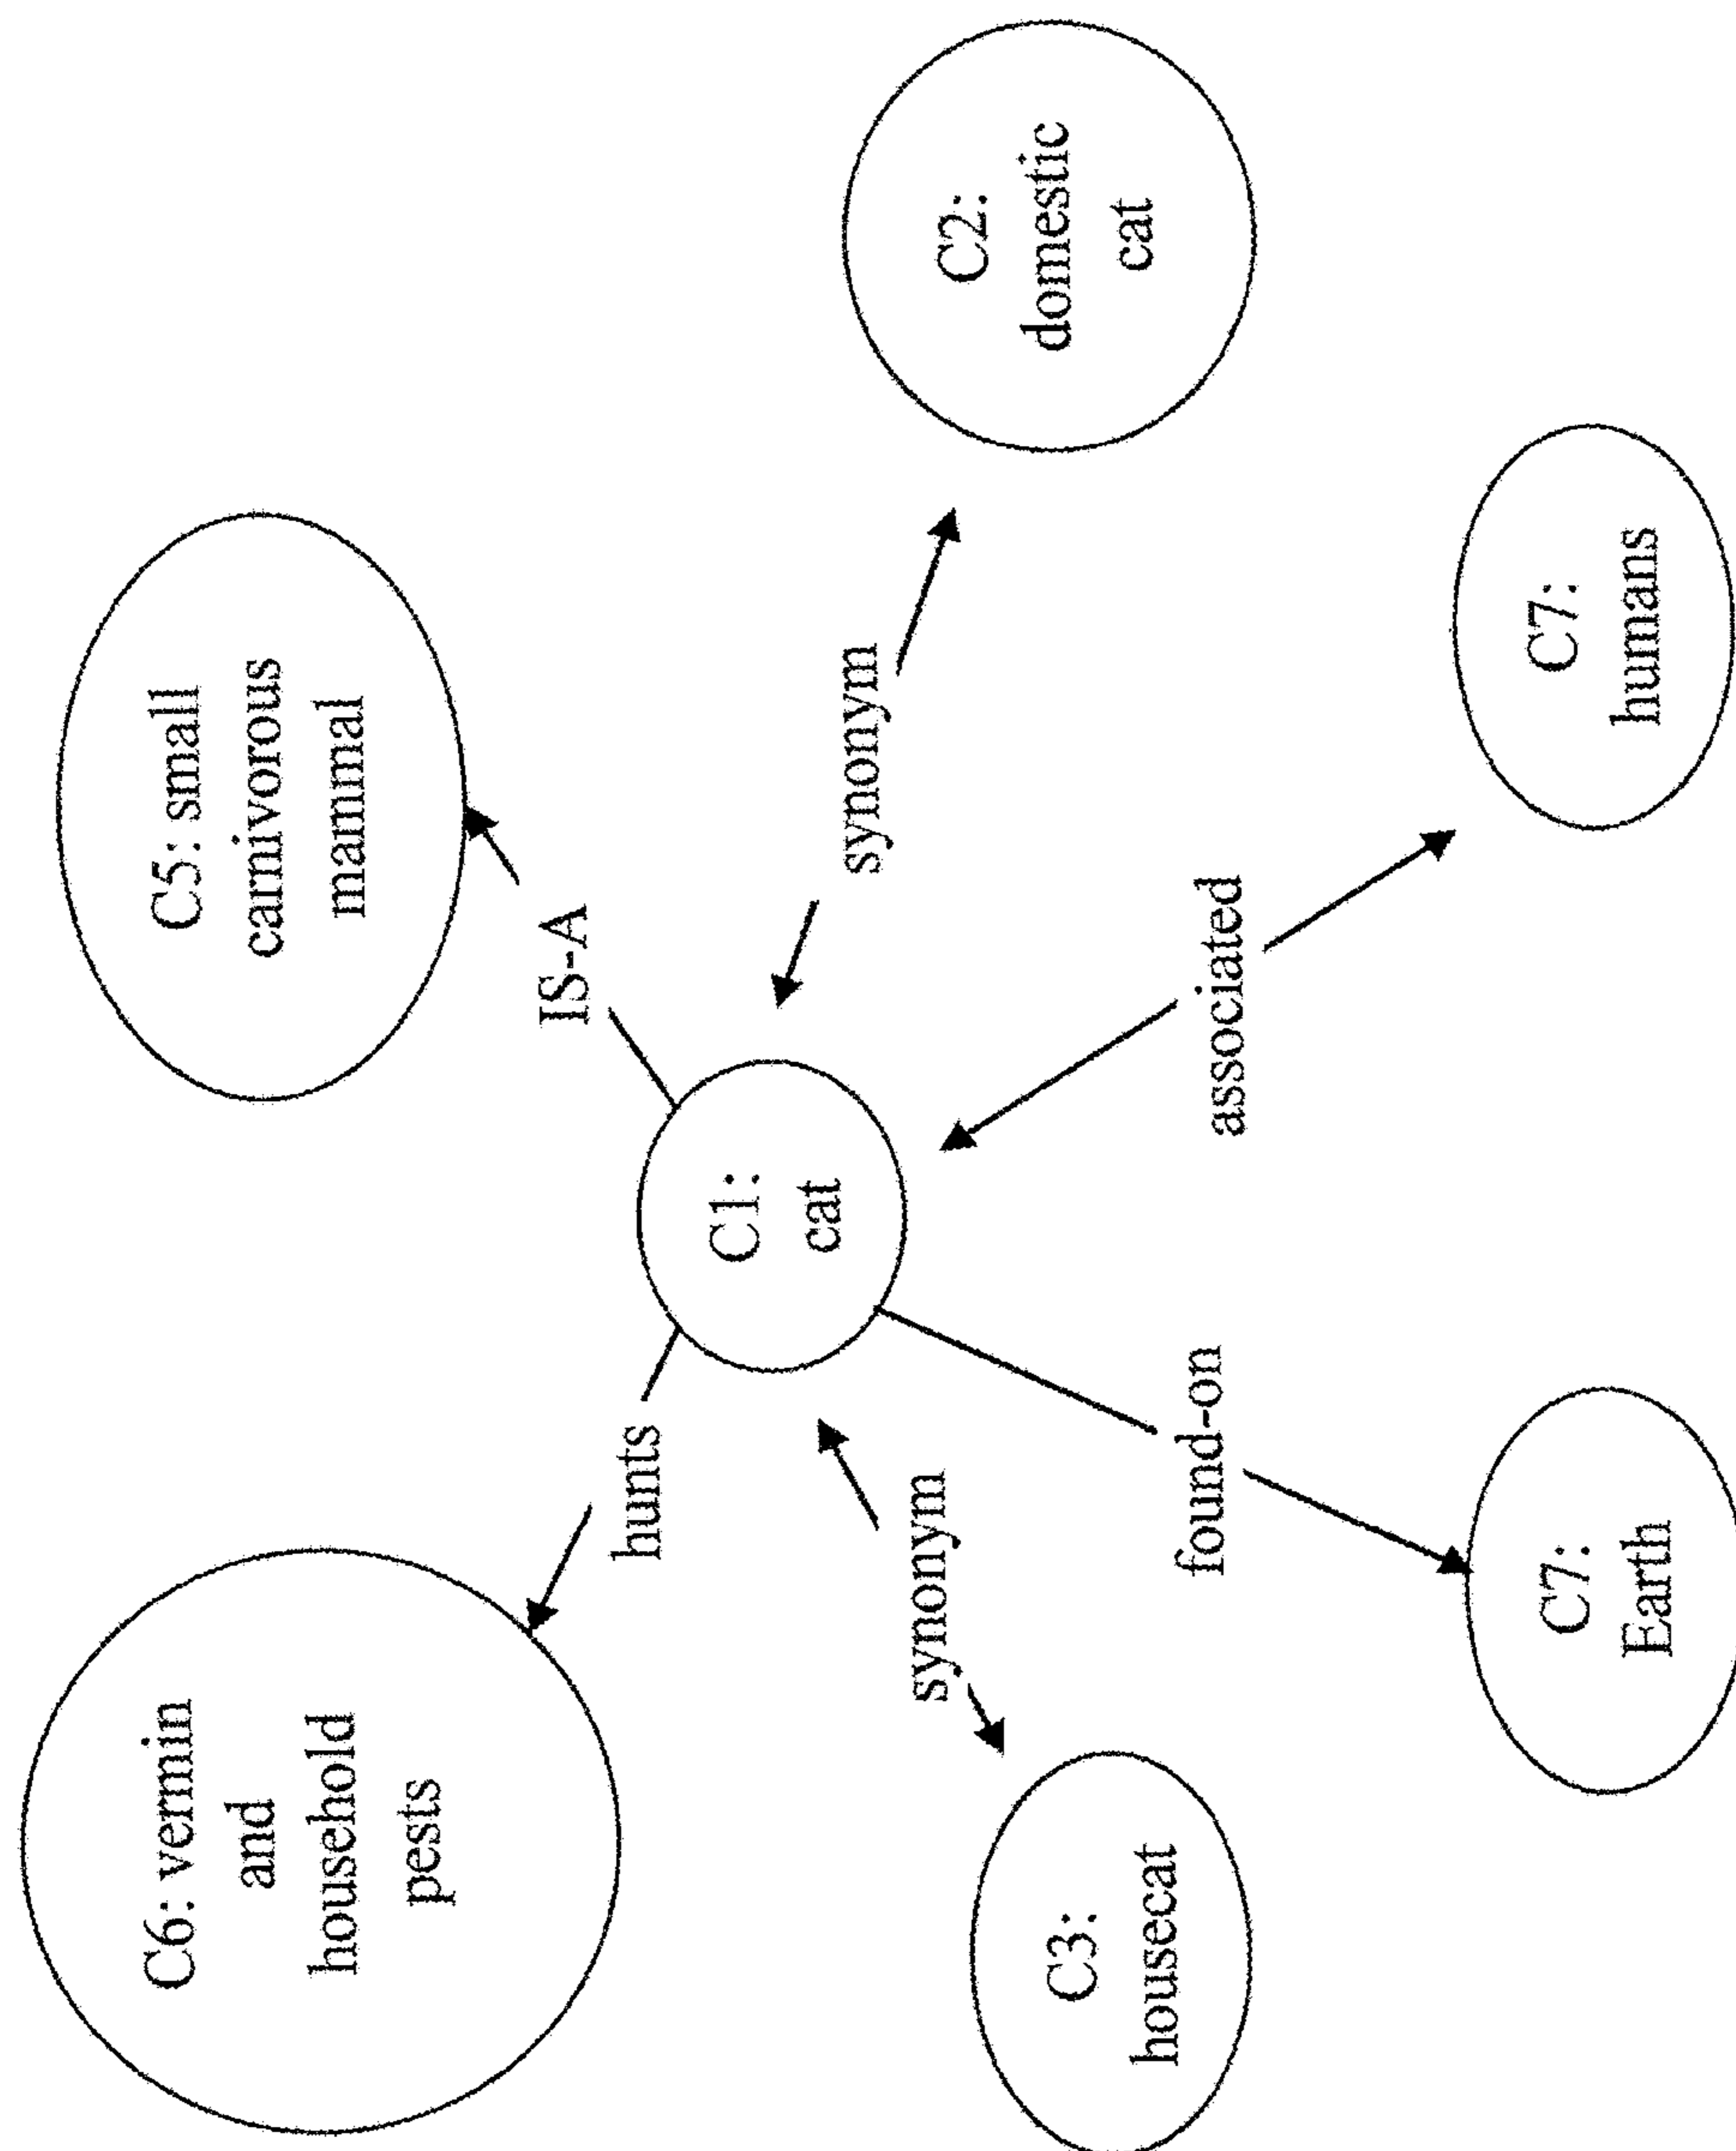 C6: vermin
and
household
pests
C5: small
carnivorous
mammal
hunts
IS-A
C1:
cat
synonym
synonym
C2:
domestic
cat
C3:
housecat
found-on
associated
C7:
Earth
C7:
humans